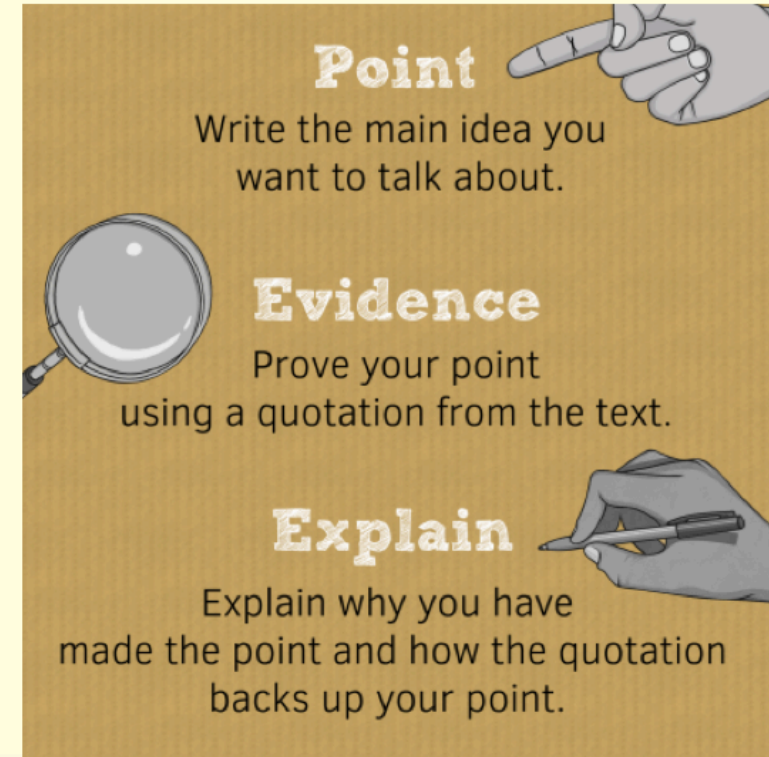 Point
Write the main idea you
want to talk about.
Evidence
Prove your point
using a quotation from the text.
Explain
Explain why you have
made the point and how the quotation
backs up your point.